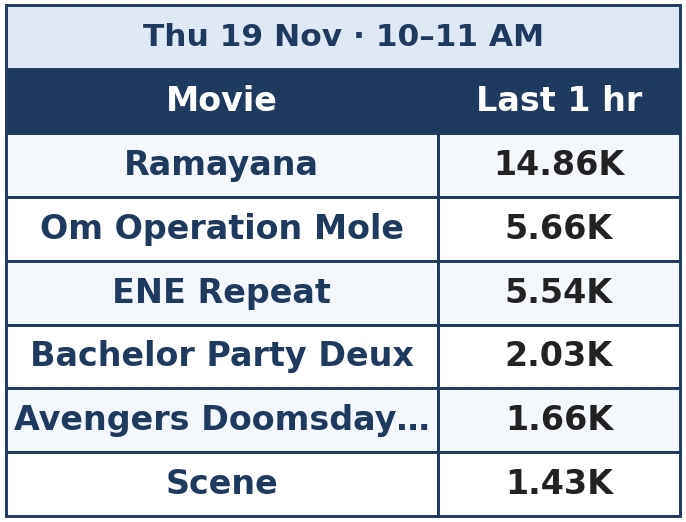 Thu 19 Nov · 10–11 AM
Movie Last 1 hr
Ramayana 14.86K
Om Operation Mole 5.66K
ENE Repeat 5.54K
Bachelor Party Deux 2.03K
Avengers Doomsday… 1.66K
Scene 1.43K